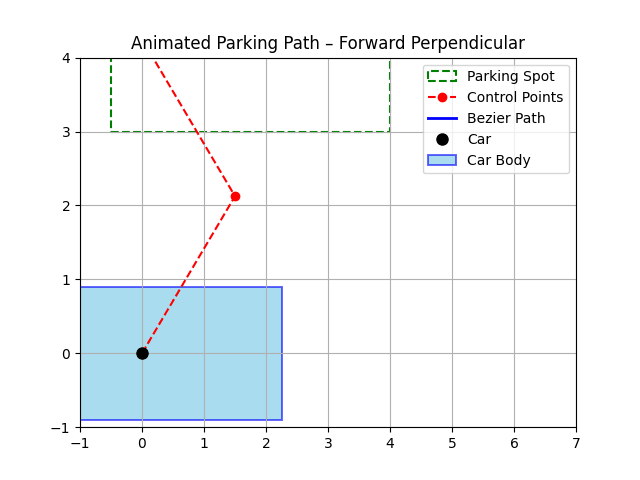 Animated Parking Path – Forward Perpendicular
Parking Spot
Control Points
Bezier Path
Car
Car Body
4
3
2
1
0
−1
−1 0 1 2 3 4 5 6 7